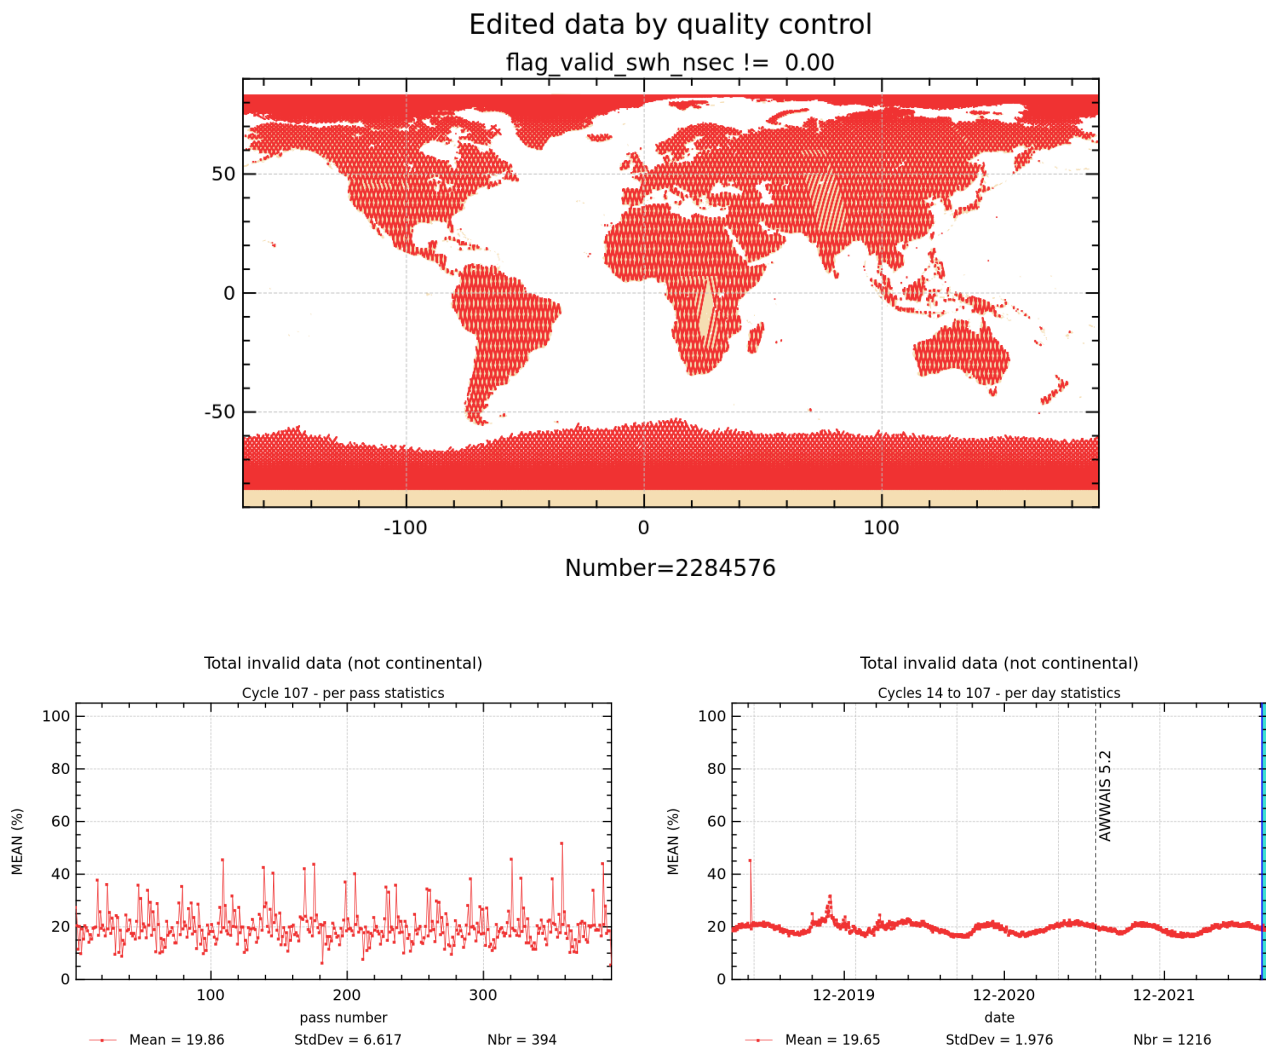 Edited data by quality control
flag_valid_swh_nsec != 0.00
50
0
-50
-100 0 100
Number=2284576
Total invalid data (not continental)
Cycle 107 - per pass statistics
100
80
60
40
20
0
MEAN (%)
100 200 300
pass number
Mean = 19.86 StdDev = 6.617 Nbr = 394
Total invalid data (not continental)
Cycles 14 to 107 - per day statistics
100
80
60
40
20
0
MEAN (%)
AWWAIS 5.2
12-2019 12-2020 12-2021
date
Mean = 19.65 StdDev = 1.976 Nbr = 1216